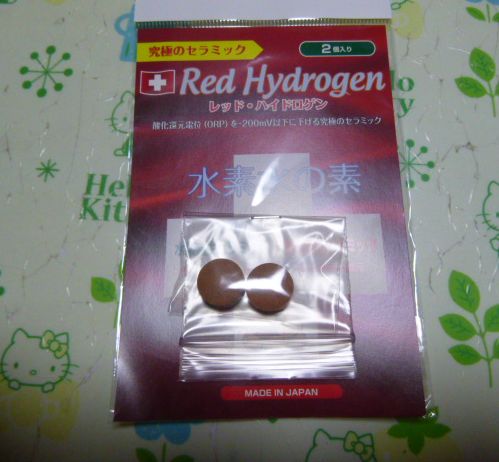 究極のセラミック
2個入り
Red Hydrogen
レッド・ハイドロゲン
酸化還元電位(ORP)を-200mV以下に下げる究極のセラミック
水素水の素
MADE IN JAPAN
Hello
Kitty